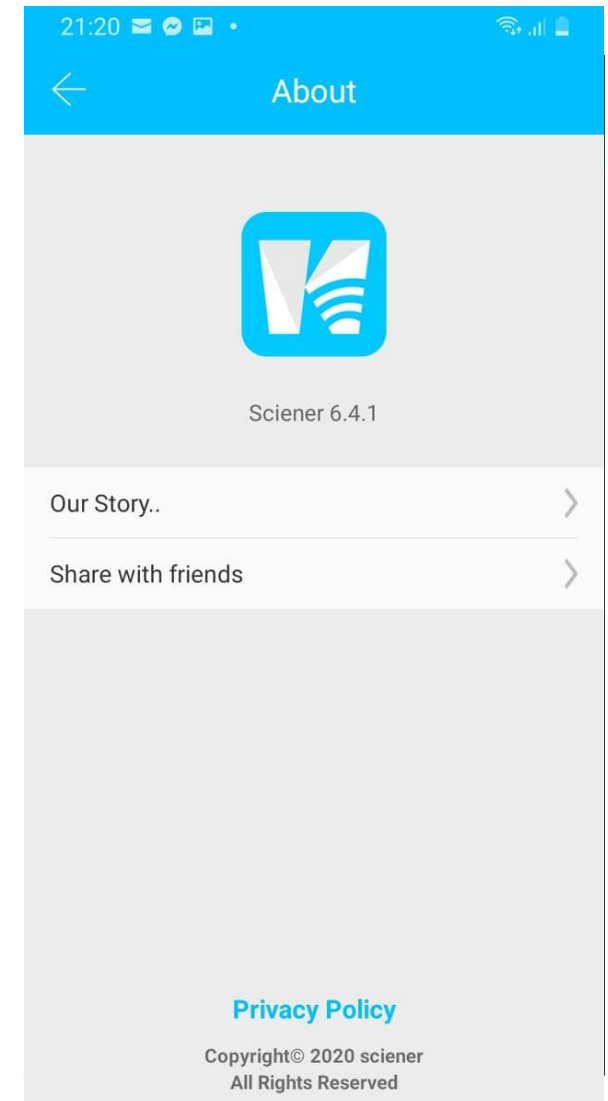 21:20
About
Sciener 6.4.1
Our Story..
Share with friends
Privacy Policy
Copyright© 2020 sciener
All Rights Reserved